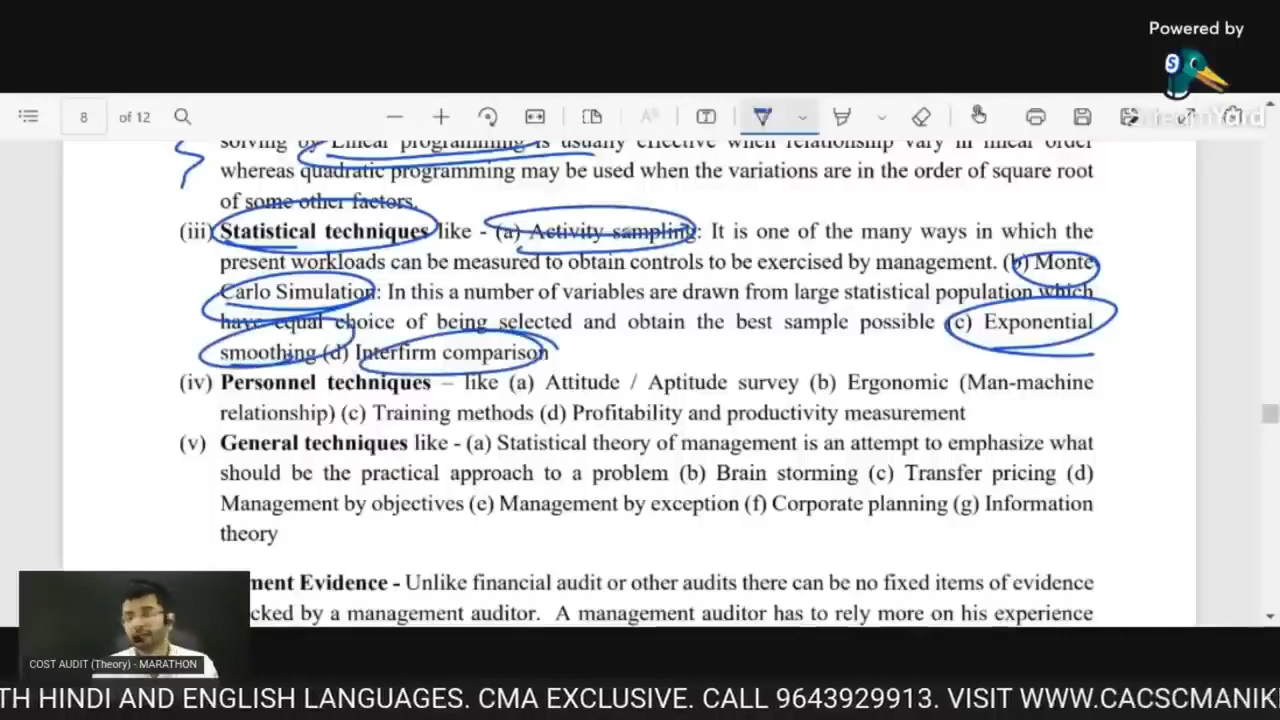 Powered by
S
StreamYard
8 of 12
solving by Linear programming is usually effective when relationship vary in linear order
whereas quadratic programming may be used when the variations are in the order of square root
of some other factors.
(iii) Statistical techniques like - (a) Activity sampling: It is one of the many ways in which the
present workloads can be measured to obtain controls to be exercised by management. (b) Monte
Carlo Simulation: In this a number of variables are drawn from large statistical population which
have equal choice of being selected and obtain the best sample possible (c) Exponential
smoothing (d) Interfirm comparison
(iv) Personnel techniques – like (a) Attitude / Aptitude survey (b) Ergonomic (Man-machine
relationship) (c) Training methods (d) Profitability and productivity measurement
(v) General techniques like - (a) Statistical theory of management is an attempt to emphasize what
should be the practical approach to a problem (b) Brain storming (c) Transfer pricing (d)
Management by objectives (e) Management by exception (f) Corporate planning (g) Information
theory
ment Evidence - Unlike financial audit or other audits there can be no fixed items of evidence
cked by a management auditor. A management auditor has to rely more on his experience
COST AUDIT (Theory) - MARATHON
TH HINDI AND ENGLISH LANGUAGES. CMA EXCLUSIVE. CALL 9643929913. VISIT WWW.CACSCMANIK